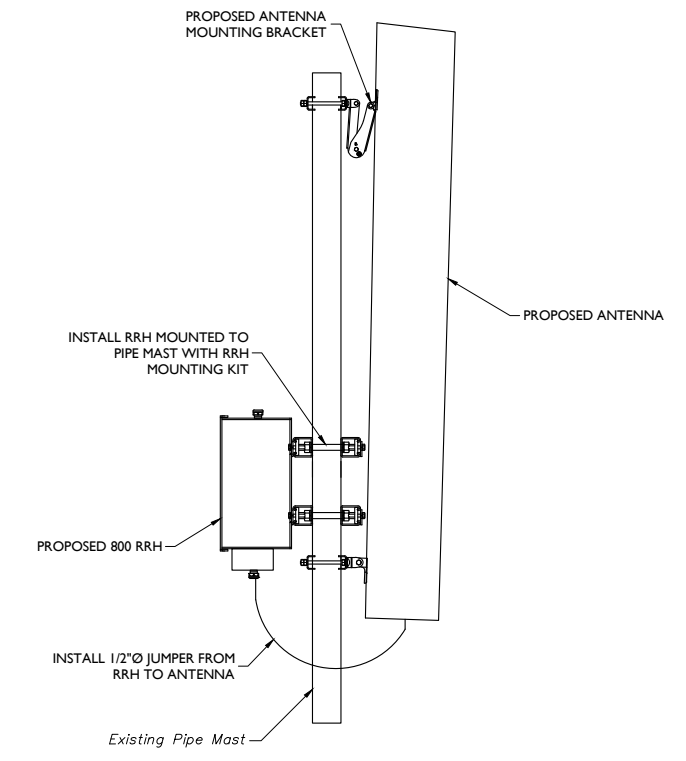 PROPOSED ANTENNA
MOUNTING BRACKET
PROPOSED ANTENNA
INSTALL RRH MOUNTED TO
PIPE MAST WITH RRH
MOUNTING KIT
PROPOSED 800 RRH
INSTALL 1/2"Ø JUMPER FROM
RRH TO ANTENNA
Existing Pipe Mast